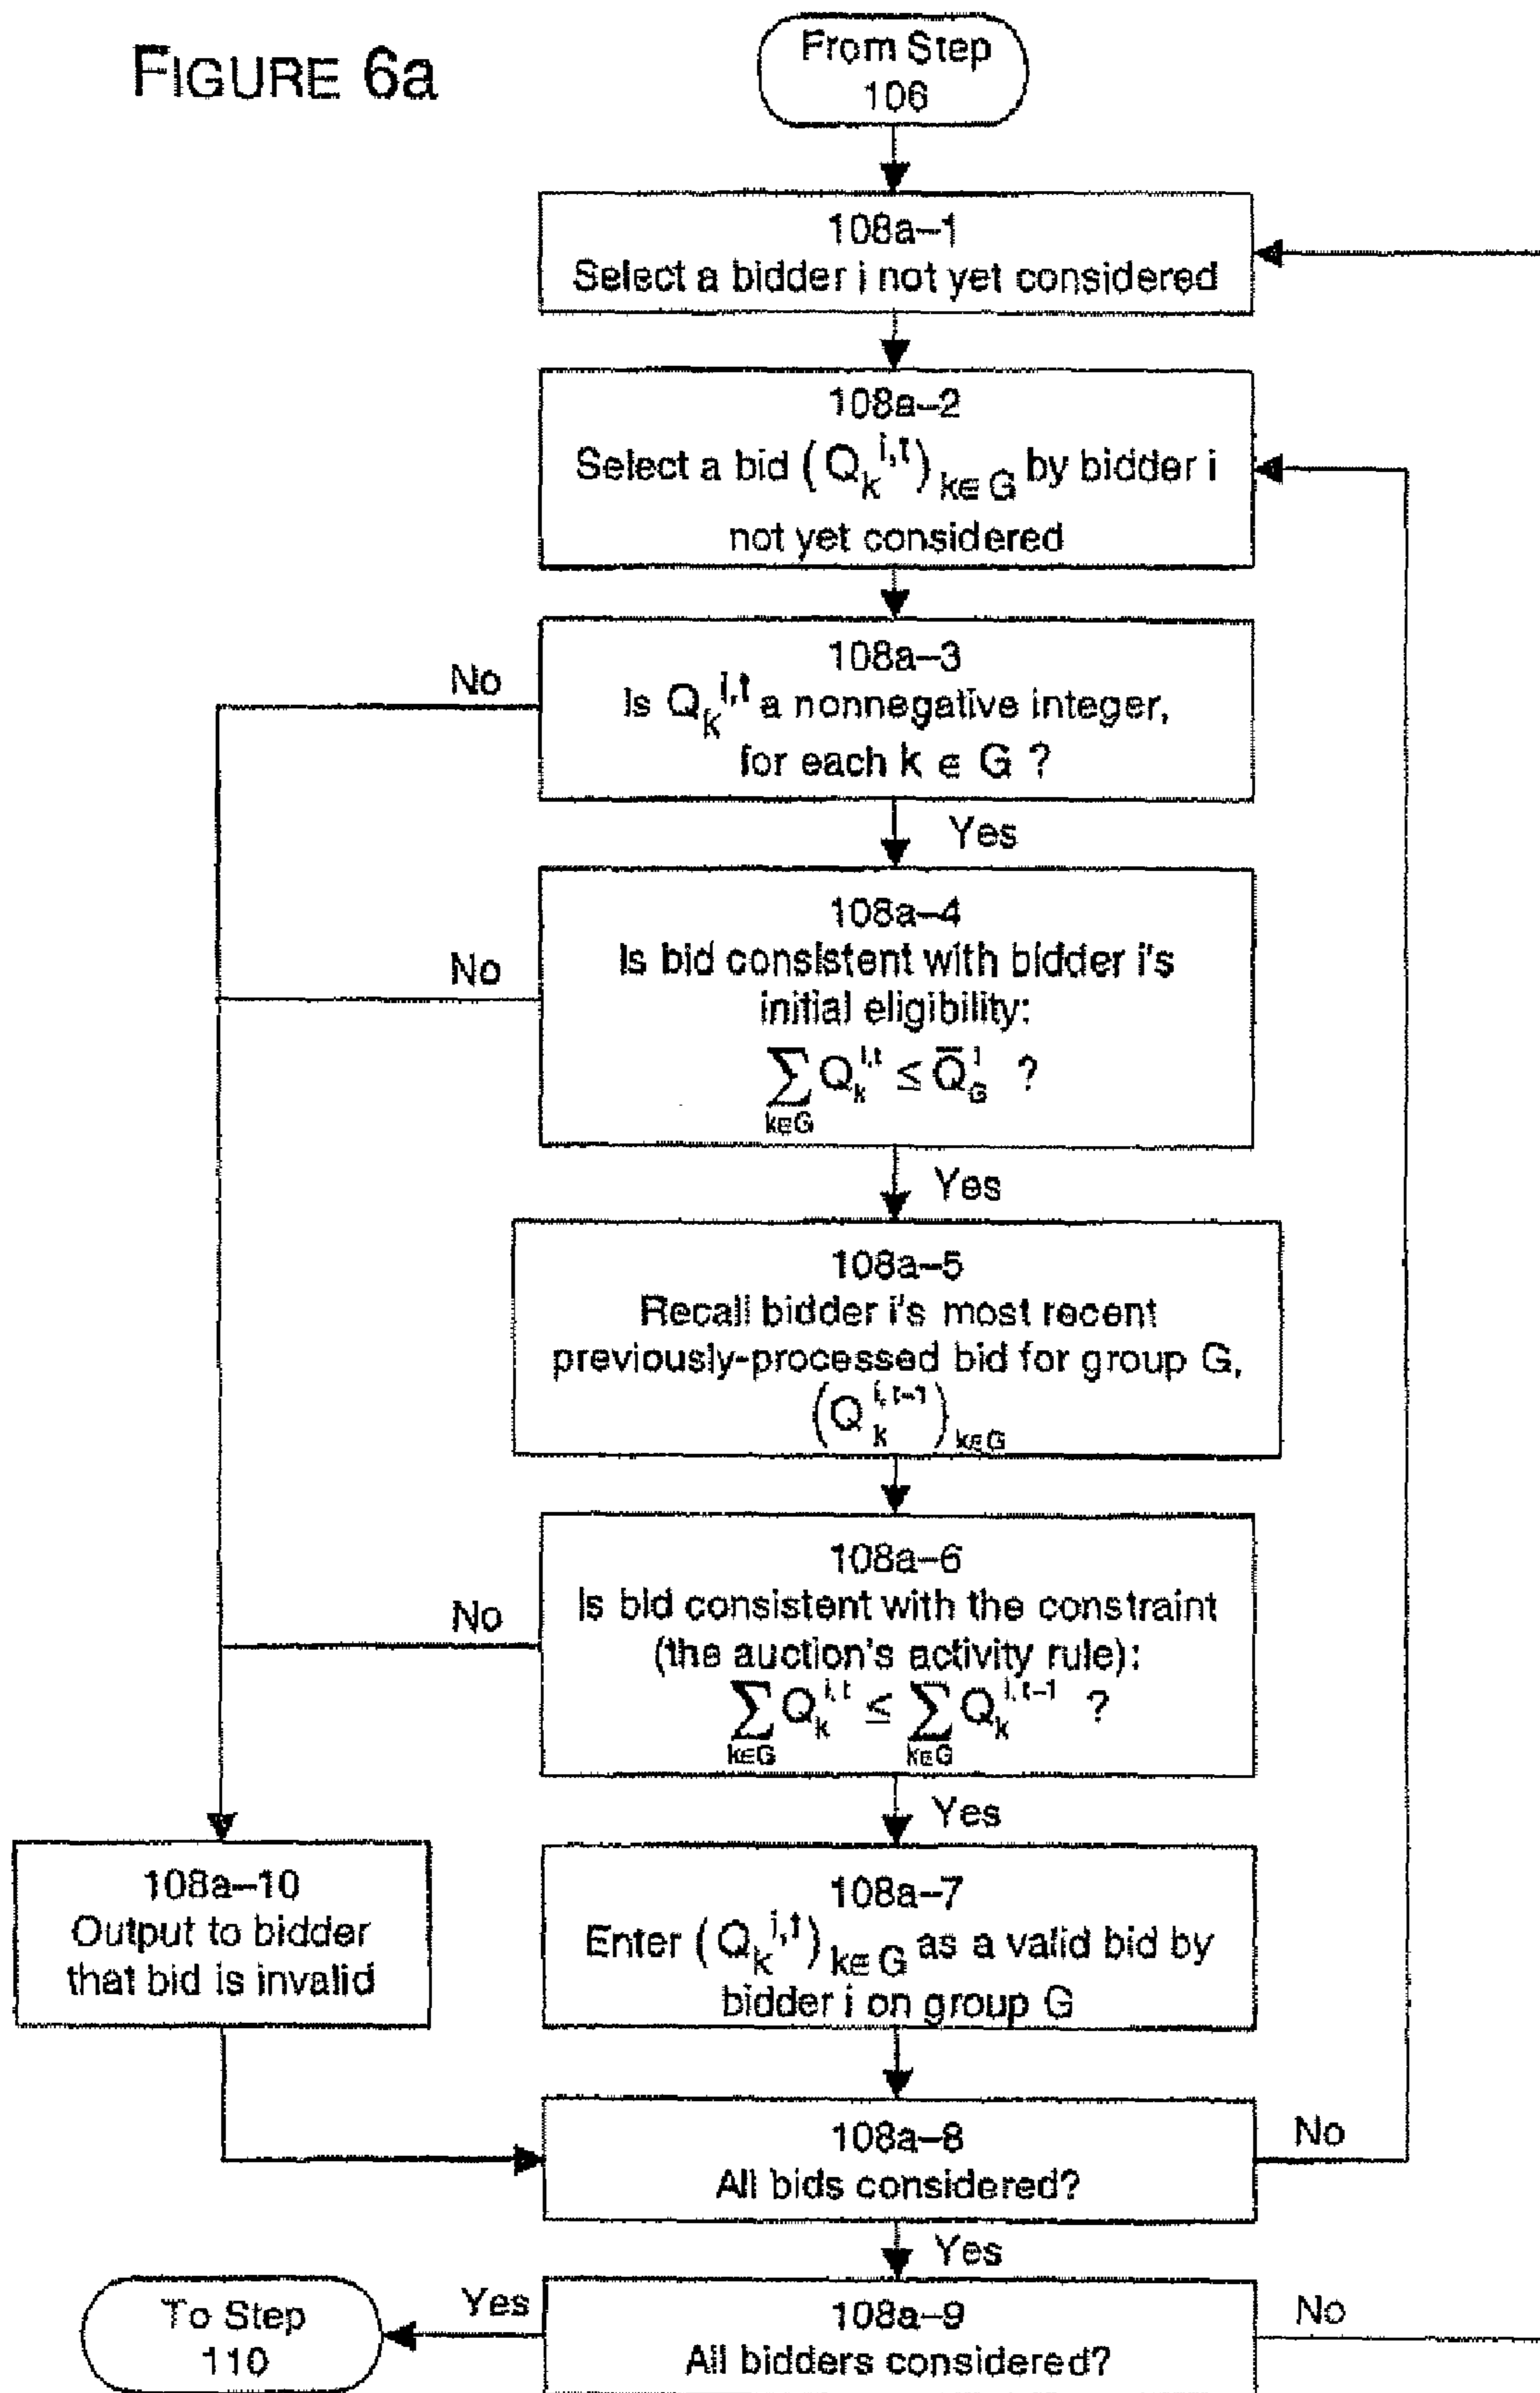 FIGURE 6a
From Step
106
108a–1
Select a bidder i not yet considered
108a–2
Select a bid (Q_k^{i,t})_{k∈G} by bidder i
not yet considered
108a–3
Is Q_k^{i,t} a nonnegative integer,
for each k ∈ G ?
No
Yes
108a–4
Is bid consistent with bidder i's
initial eligibility:
∑_{k∈G} Q_k^{i,t} ≤ Q̅_G^i ?
No
Yes
108a–5
Recall bidder i's most recent
previously-processed bid for group G,
(Q_k^{i,t–1})_{k∈G}
108a–6
Is bid consistent with the constraint
(the auction's activity rule):
∑_{k∈G} Q_k^{i,t} ≤ ∑_{k∈G} Q_k^{i,t–1} ?
No
Yes
108a–10
Output to bidder
that bid is invalid
108a–7
Enter (Q_k^{i,t})_{k∈G} as a valid bid by
bidder i on group G
108a–8
All bids considered?
No
Yes
108a–9
All bidders considered?
Yes
No
To Step
110